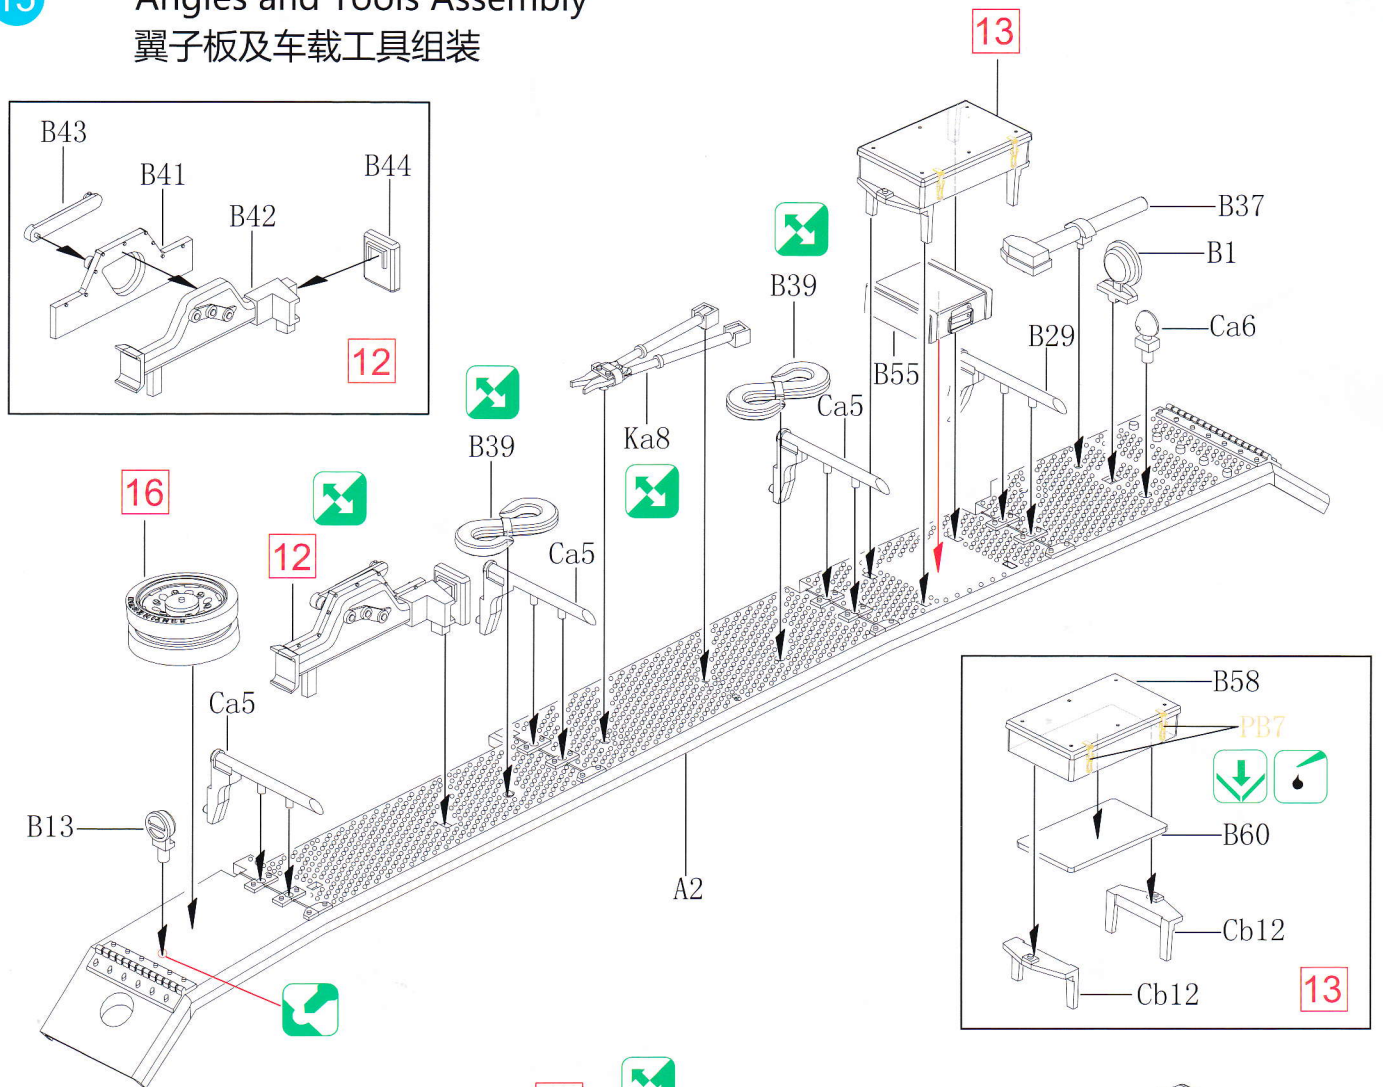 Angles and Tools Assembly
翼子板及车载工具组装
13
B43
B41
B44
B42
12
B37
B1
B39
Ca6
B29
B55
Ca5
B39
Ka8
16
12
Ca5
Ca5
B13
A2
B58
PB7
B60
Cb12
Cb12
13